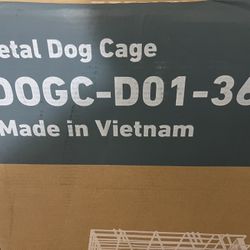 etal Dog Cage
DOGC-D01-36
Made in Vietnam